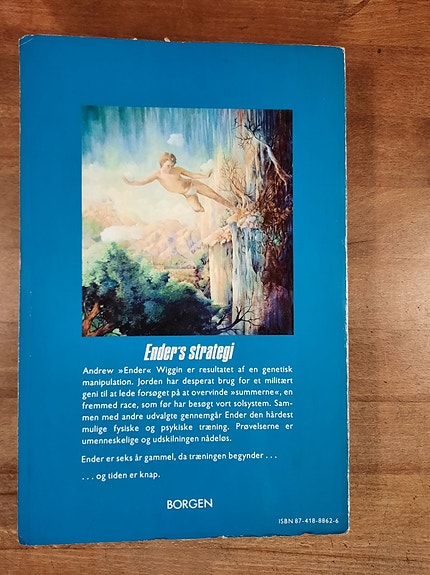 Ender's strategi
Andrew »Ender« Wiggin er resultatet af en genetisk
manipulation. Jorden har desperat brug for et militært
geni til at lede forsøget på at overvinde »summerne«, en
fremmed race, som før har besøgt vort solsystem. Sam-
men med andre udvalgte gennemgår Ender den hårdest
mulige fysiske og psykiske træning. Prøvelserne er
umenneskelige og udskilningen nådeløs.
Ender er seks år gammel, da træningen begynder . . .
. . . og tiden er knap.
BORGEN
ISBN 87-418-8862-6